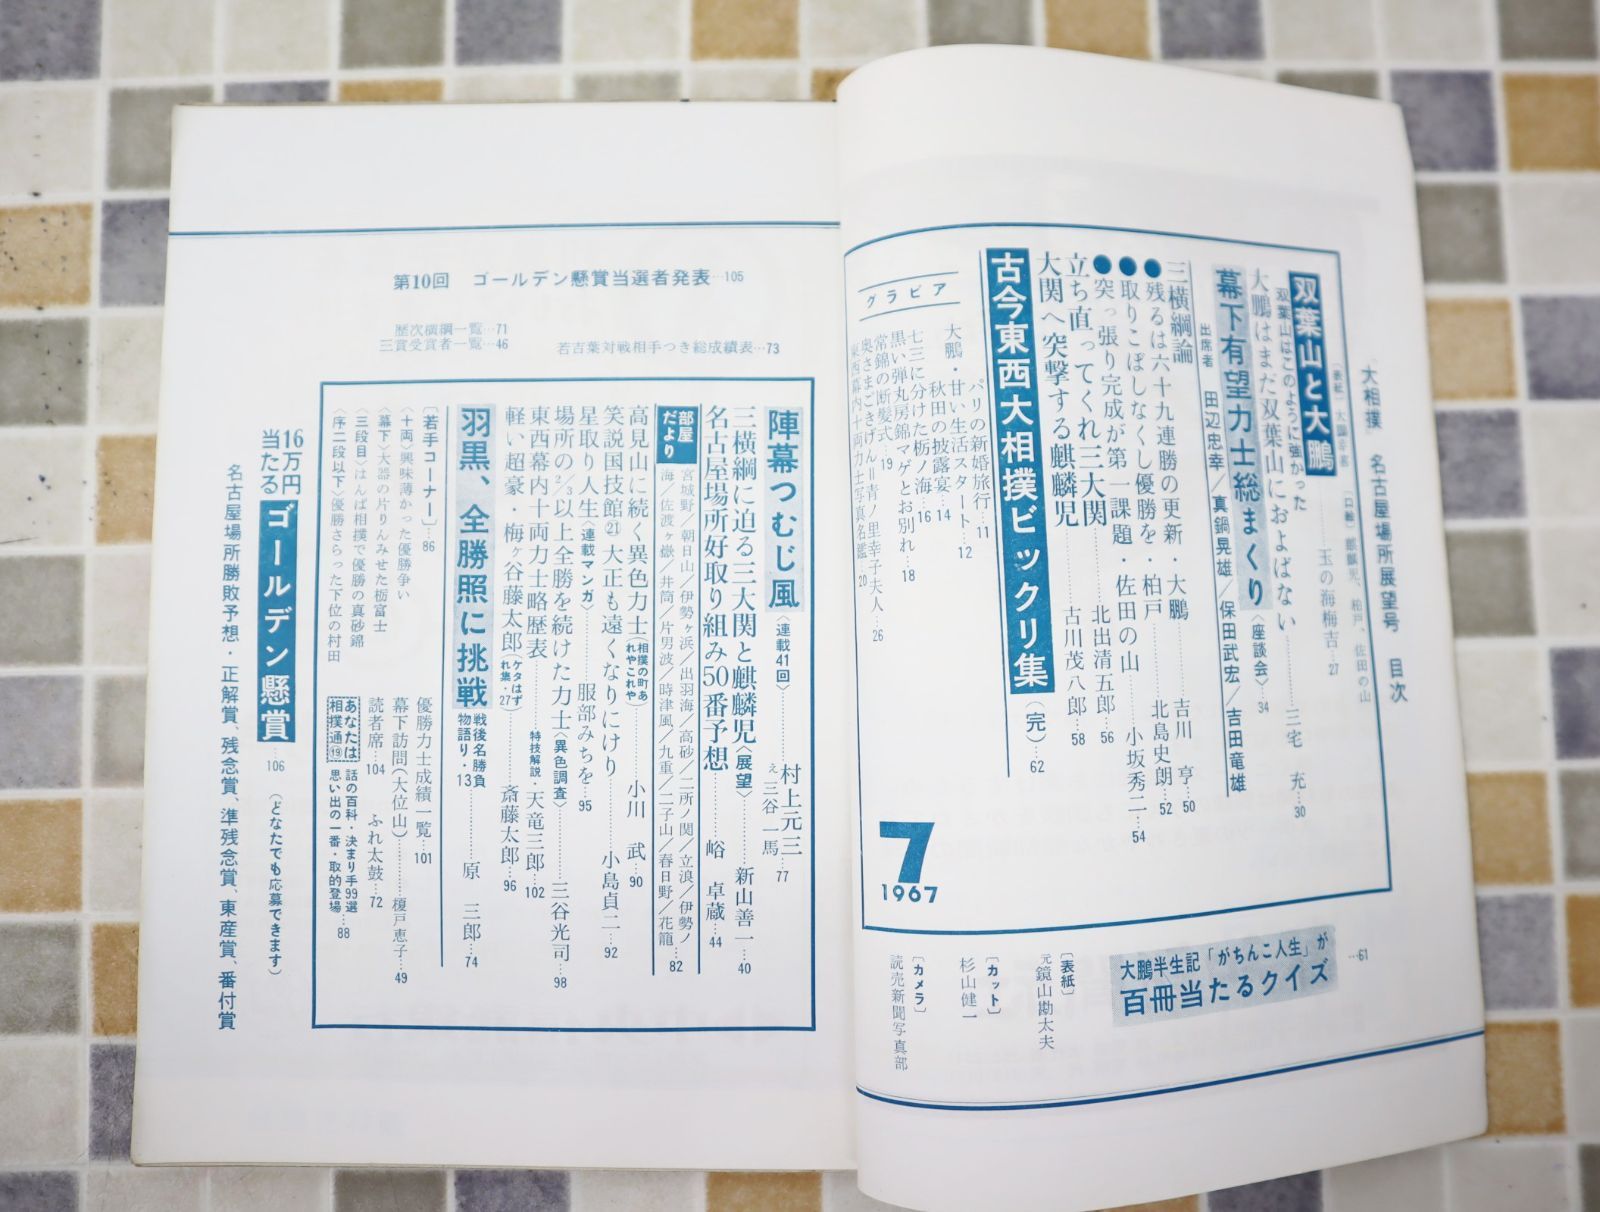 大相撲 名古屋場所展望号 目次
双葉山と大鵬
双葉山はこのように強かった………玉の海梅吉…27
大鵬はまだ双葉山におよばない………三宅 充…30
幕下有望力士総まくり〈座談会〉34
出席者 田辺忠幸／真鍋晃雄／保田武宏／吉田竜雄
三横綱論
●残るは六十九連勝の更新・大鵬………吉川 亨…50
●取りこぼしなくし優勝を・柏戸………北島史朗…52
●突っ張り完成が第一課題・佐田の山………小坂秀二…54
立ち直ってくれ三大関………北出清五郎…56
大関へ突撃する麒麟児………古川茂八郎…58
古今東西大相撲ビックリ集（完）…62
グラビア
パリの新婚旅行…11
大鵬・甘い生活スタート…12
秋田の披露宴…14
七三に分けた栃ノ海…16
黒い弾丸房錦マゲとお別れ…18
常錦の断髪式…19
奥さまごきげん＝青ノ里幸子夫人…26
東西幕内十両力士写真名鑑…20
7
1967
…61
大鵬半生記「がちんこ人生」が
百冊当たるクイズ
〔表紙〕
元鏡山勘太夫
〔カット〕
杉山健一
〔カメラ〕
読売新聞写真部
第10回 ゴールデン懸賞当選者発表…105
歴次横綱一覧…71
三賞受賞者一覧…46
若吉葉対戦相手つき総成績表…73
陣幕つむじ風〈連載41回〉………村上元三
え三谷一馬…77
三横綱に迫る三大関と麒麟児〈展望〉………新山善一…40
名古屋場所好取り組み50番予想………峪 卓蔵…44
部屋だより
宮城野／朝日山／伊勢ヶ浜／出羽海／高砂／二所ノ関／立浪／伊勢ノ
海／佐渡ヶ嶽／井筒／片男波／時津風／九重／二子山／春日野／花籠…82
高見山に続く異色力士（相撲の町あれやこれや）………小川 武…90
笑説国技館㉑大正も遠くなりにけり………小島貞二…92
星取り人生〈連載マンガ〉………服部みちを…95
場所の2/3以上全勝を続けた力士〈異色調査〉………三谷光司…98
東西幕内十両力士略歴表………特技解説・天竜三郎…102
軽い超豪・梅ヶ谷藤太郎（ケタはずれ集・27）………斎藤太郎…96
羽黒、全勝照に挑戦 戦後名勝負物語り・13………原 三郎…74
〔若手コーナー〕…86
〈十両〉興味薄かった優勝争い
〈幕下〉大器の片りんみせた栃富士
〈三段目〉はんぱ相撲で優勝の真砂錦
〈序二段以下〉優勝さらった下位の村田
優勝力士成績一覧…101
幕下訪問（大位山）………榎戸恵子…49
読者席…104 ふれ太鼓…72
あなたは相撲通⑲ 話の百科・決まり手99選
思い出の一番・取的登場…88
16万円当たるゴールデン懸賞…106（どなたでも応募できます）
名古屋場所勝敗予想・正解賞、残念賞、準残念賞、東産賞、番付賞